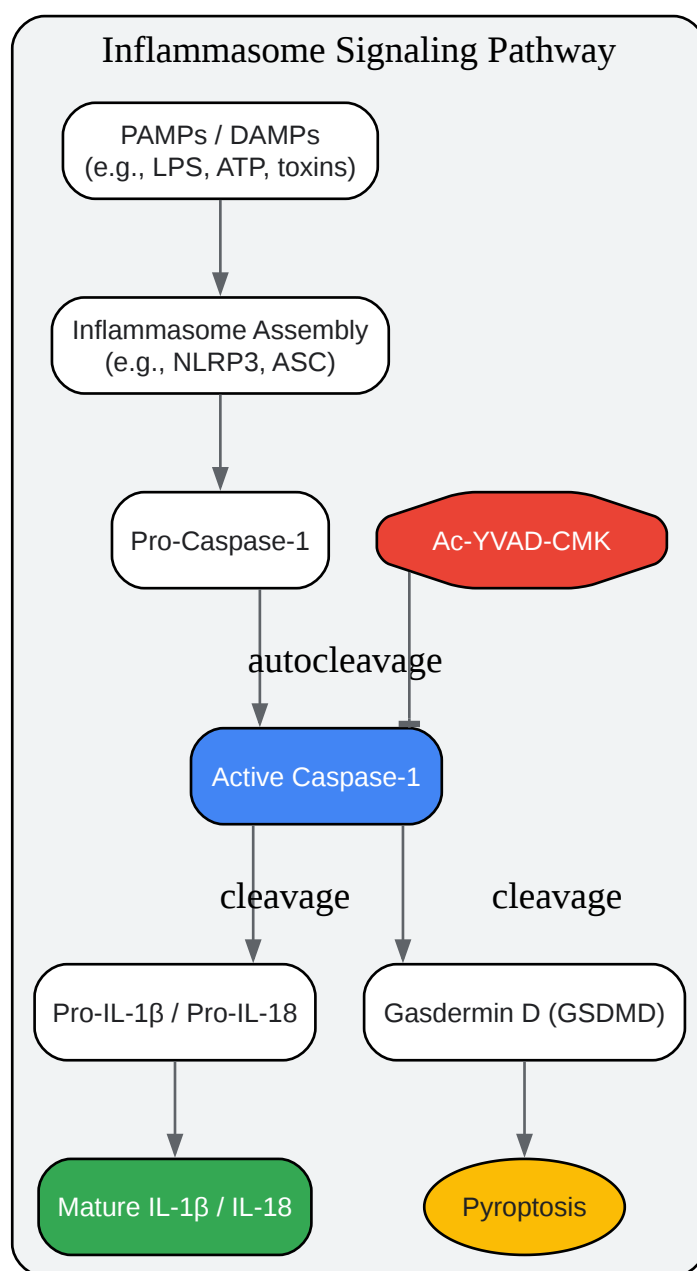 Inflammasome Signaling Pathway
PAMPs / DAMPs
(e.g., LPS, ATP, toxins)
Inflammasome Assembly
(e.g., NLRP3, ASC)
Pro-Caspase-1
Ac-YVAD-CMK
autocleavage
Active Caspase-1
cleavage
cleavage
Pro-IL-1β / Pro-IL-18
Gasdermin D (GSDMD)
Mature IL-1β / IL-18
Pyroptosis